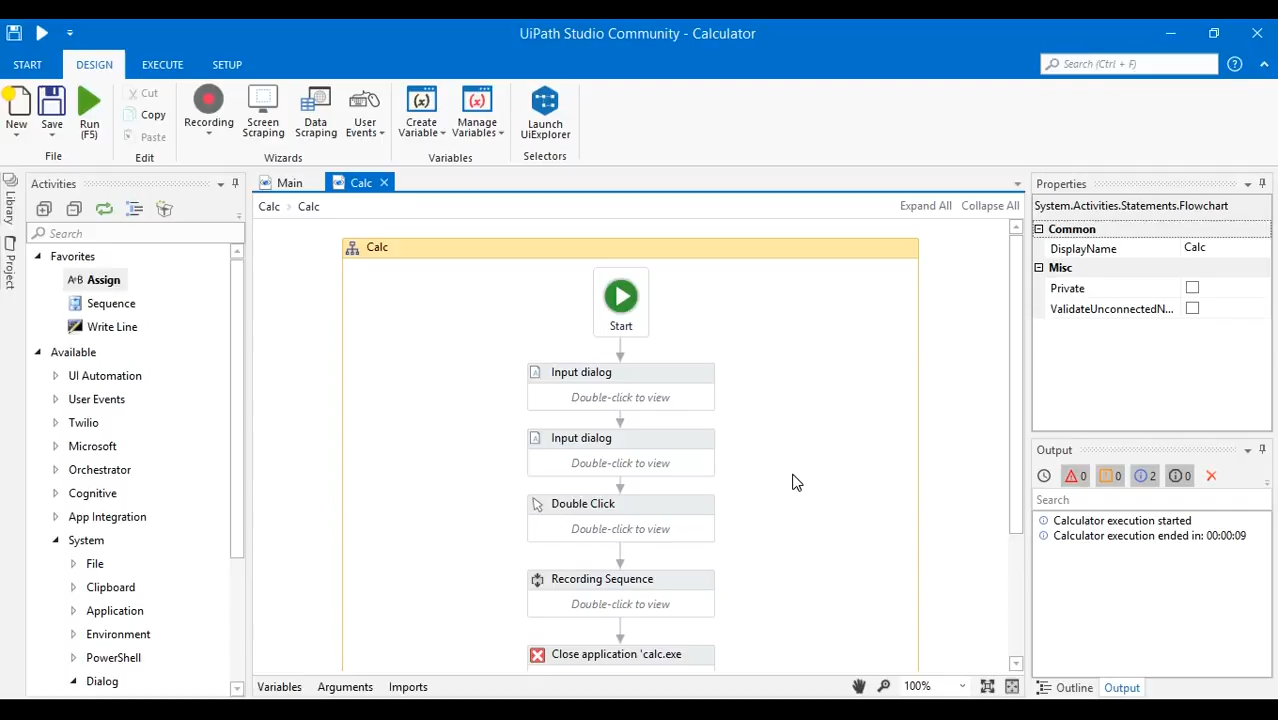 UiPath Studio Community - Calculator
START
DESIGN
EXECUTE
SETUP
Search (Ctrl + F)
New
Save
Run
(F5)
Cut
Copy
Paste
Recording
Screen
Scraping
Data
Scraping
User
Events
Create
Variable
Manage
Variables
Launch
UiExplorer
File
Edit
Wizards
Variables
Selectors
Library
Project
Activities
Search
Favorites
A+B Assign
Sequence
Write Line
Available
UI Automation
User Events
Twilio
Microsoft
Orchestrator
Cognitive
App Integration
System
File
Clipboard
Application
Environment
PowerShell
Dialog
Main
Calc
Calc > Calc
Expand All
Collapse All
Calc
Start
Input dialog
Double-click to view
Input dialog
Double-click to view
Double Click
Double-click to view
Recording Sequence
Double-click to view
Close application 'calc.exe
Variables
Arguments
Imports
100%
Properties
System.Activities.Statements.Flowchart
Common
DisplayName
Calc
Misc
Private
ValidateUnconnectedN...
Output
0
0
2
0
Search
Calculator execution started
Calculator execution ended in: 00:00:09
Outline
Output